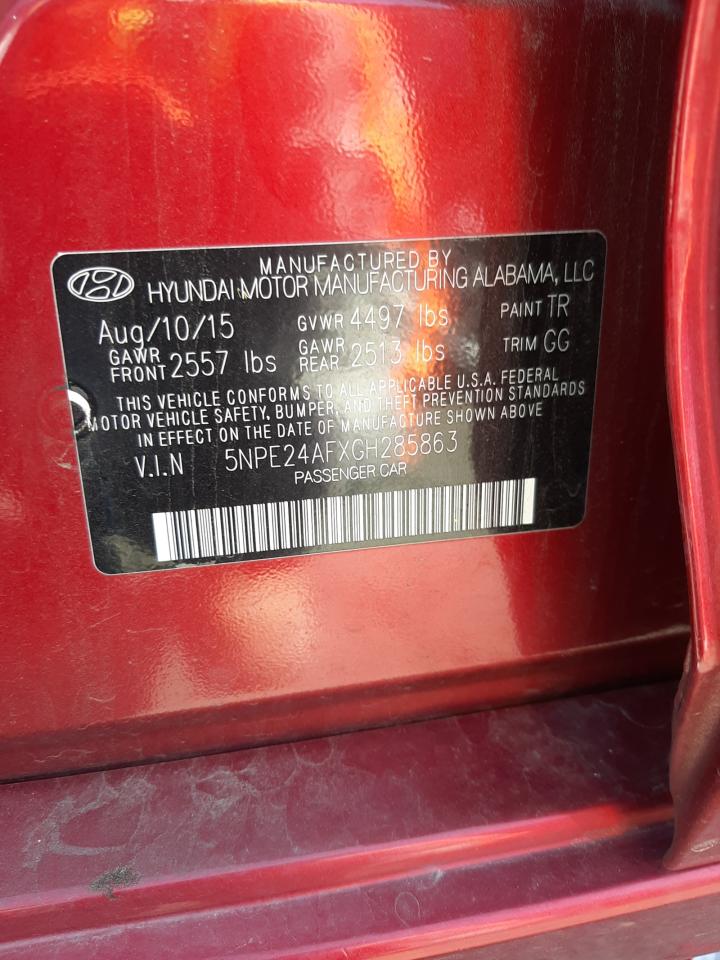 MANUFACTURED BY
HYUNDAI MOTOR MANUFACTURING ALABAMA, LLC
Aug/10/15 GVWR 4497 lbs PAINT TR
GAWR FRONT 2557 lbs GAWR REAR 2513 lbs TRIM GG
THIS VEHICLE CONFORMS TO ALL APPLICABLE U.S.A. FEDERAL
MOTOR VEHICLE SAFETY, BUMPER, AND THEFT PREVENTION STANDARDS
IN EFFECT ON THE DATE OF MANUFACTURE SHOWN ABOVE
V.I.N 5NPE24AFXGH285863
PASSENGER CAR